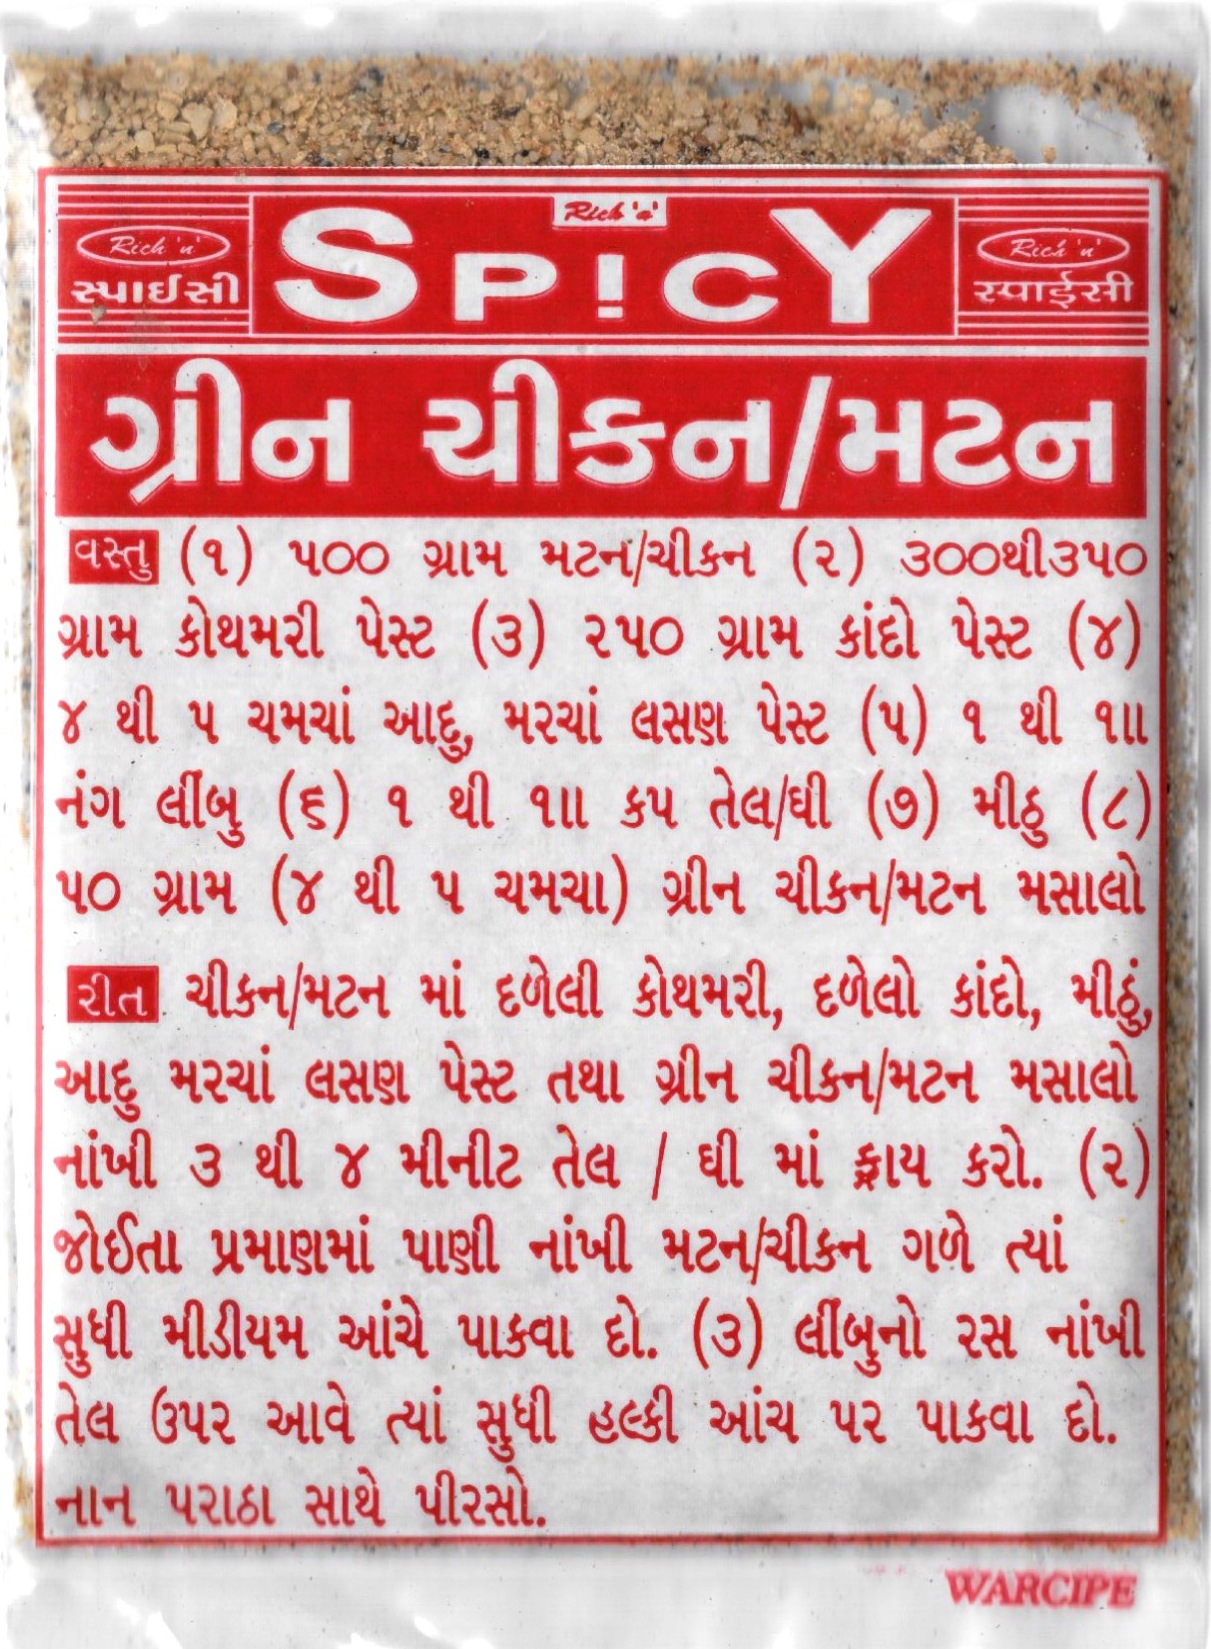 Rich 'n'
Rich 'n' સ્પાઈસી SP!CY Rich 'n' स्पाईसी
ગ્રીન ચીકન/મટન
વસ્તુ (૧) ૫૦૦ ગ્રામ મટન/ચીકન (૨) ૩૦૦થી૩૫૦
ગ્રામ કોથમરી પેસ્ટ (૩) ૨૫૦ ગ્રામ કાંદો પેસ્ટ (૪)
૪ થી ૫ ચમચાં આદુ, મરચાં લસણ પેસ્ટ (૫) ૧ થી ૧ાા
નંગ લીંબુ (૬) ૧ થી ૧ાા કપ તેલ/ઘી (૭) મીઠુ (૮)
૫૦ ગ્રામ (૪ થી ૫ ચમચા) ગ્રીન ચીકન/મટન મસાલો
રીત ચીકન/મટન માં દળેલી કોથમરી, દળેલો કાંદો, મીઠું,
આદુ મરચાં લસણ પેસ્ટ તથા ગ્રીન ચીકન/મટન મસાલો
નાંખી ૩ થી ૪ મીનીટ તેલ / ઘી માં ફ્રાય કરો. (૨)
જોઈતા પ્રમાણમાં પાણી નાંખી મટન/ચીકન ગળે ત્યાં
સુધી મીડીયમ આંચે પાકવા દો. (૩) લીંબુનો રસ નાંખી
તેલ ઉપર આવે ત્યાં સુધી હલ્કી આંચ પર પાકવા દો.
નાન પરાઠા સાથે પીરસો.
WARCIPE